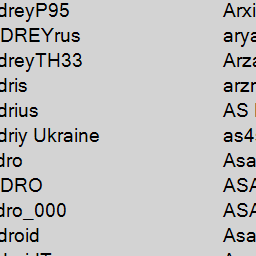 dreyP95 Arxi
DREYrus arya
dreyTH33 Arza
dris arzr
drius AS
driy Ukraine as4
dro Asa
DRO ASA
dro_000 ASA
droid Asa